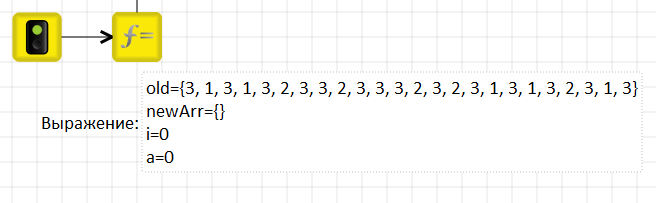 f =
old={3, 1, 3, 1, 3, 2, 3, 3, 2, 3, 3, 3, 2, 3, 2, 3, 1, 3, 1, 3, 2, 3, 1, 3}
newArr={}
Выражение:
i=0
a=0